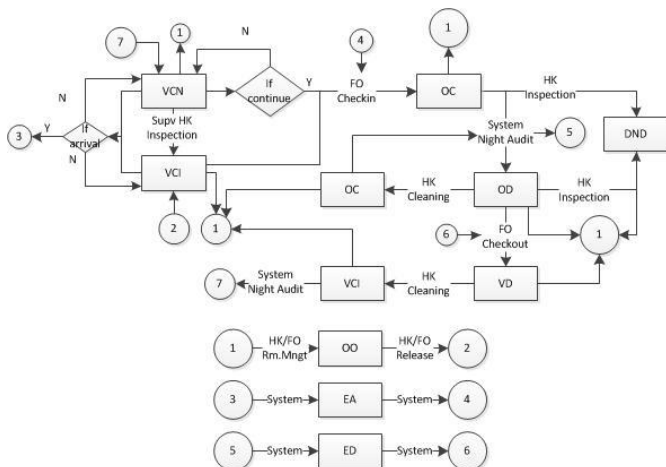 N
7
1
4
1
VCN
If
continue
Y
FO
Checkin
OC
HK
Inspection
N
3
Y
If
arrival
N
Supv HK
Inspection
System
Night Audit
5
DND
VCI
OC
HK
Cleaning
OD
HK
Inspection
2
1
6
FO
Checkout
1
7
System
Night Audit
VCI
HK
Cleaning
VD
1
HK/FO
Rm.Mngt
OO
HK/FO
Release
2
3
System
EA
System
4
5
System
ED
System
6